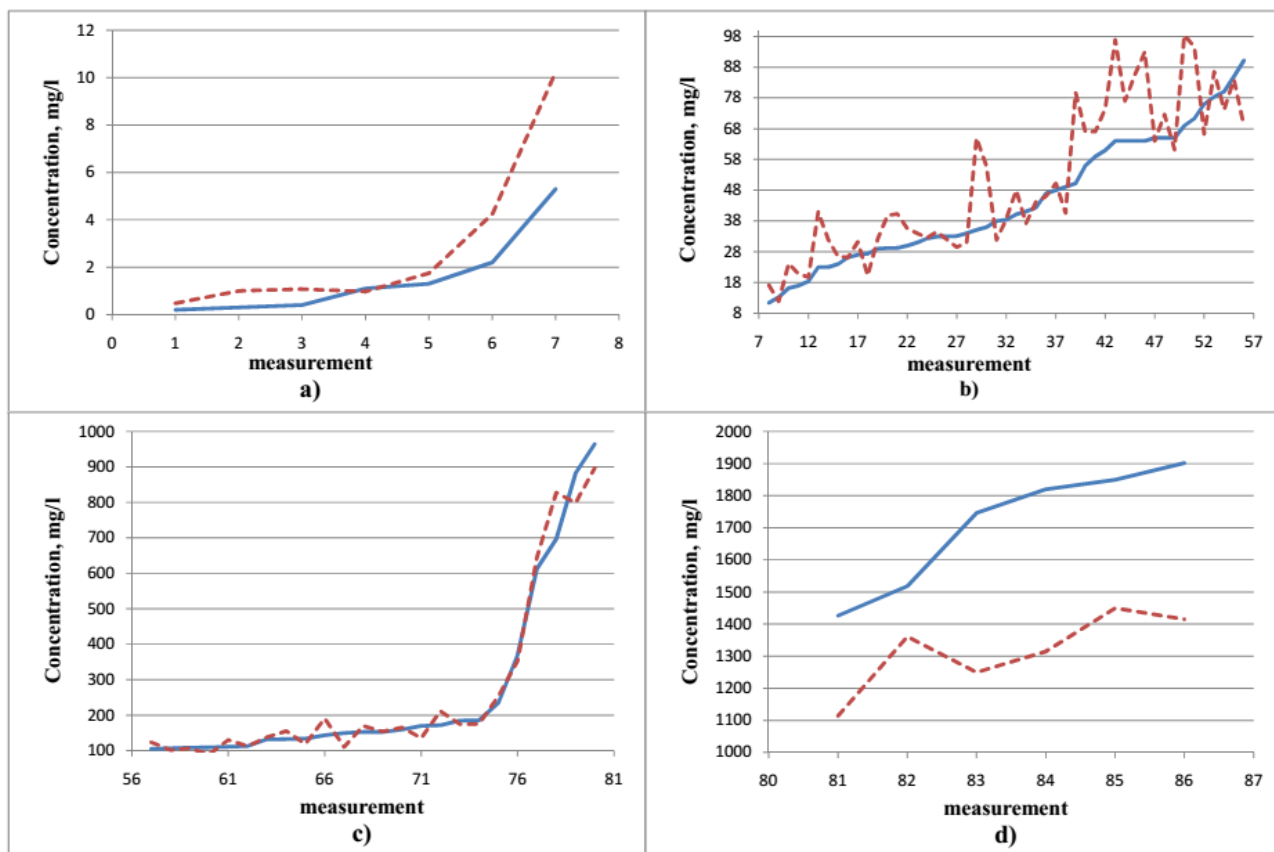 Concentration, mg/l
12
10
8
6
4
2
0
0 1 2 3 4 5 6 7 8
measurement
a)
Concentration, mg/l
98
88
78
68
58
48
38
28
18
8
7 12 17 22 27 32 37 42 47 52 57
measurement
b)
Concentration, mg/l
1000
900
800
700
600
500
400
300
200
100
56 61 66 71 76 81
measurement
c)
Concentration, mg/l
2000
1900
1800
1700
1600
1500
1400
1300
1200
1100
1000
80 81 82 83 84 85 86 87
measurement
d)